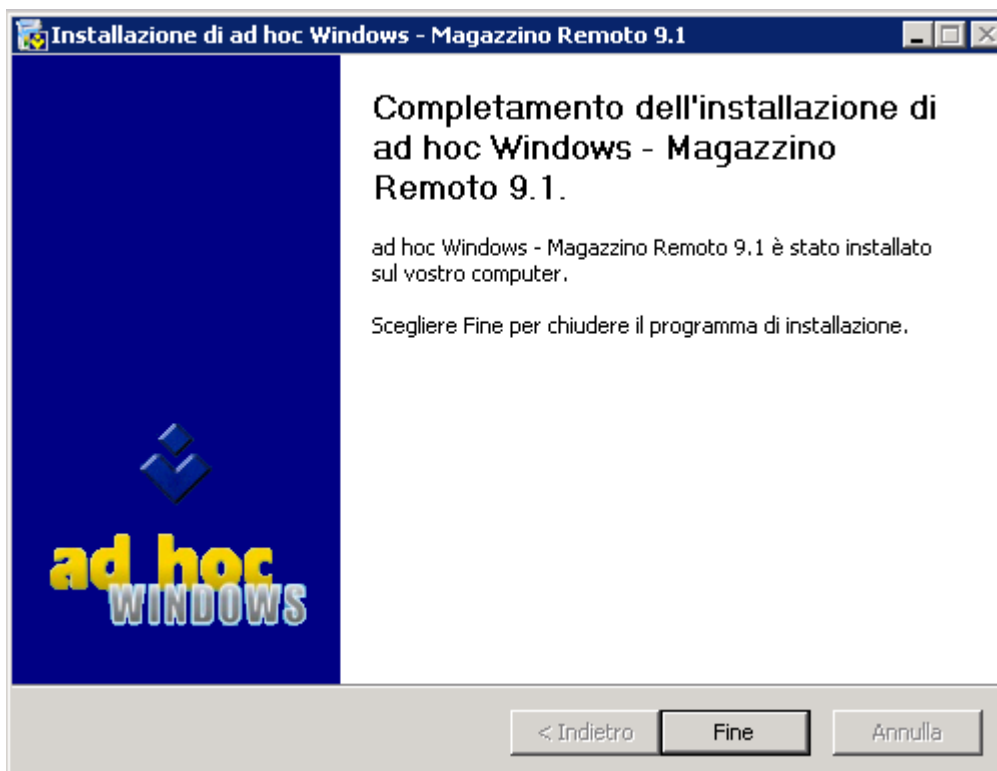 Installazione di ad hoc Windows - Magazzino Remoto 9.1
Completamento dell'installazione di
ad hoc Windows - Magazzino
Remoto 9.1.
ad hoc Windows - Magazzino Remoto 9.1 è stato installato
sul vostro computer.
Scegliere Fine per chiudere il programma di installazione.
ad hoc
WINDOWS
< Indietro
Fine
Annulla